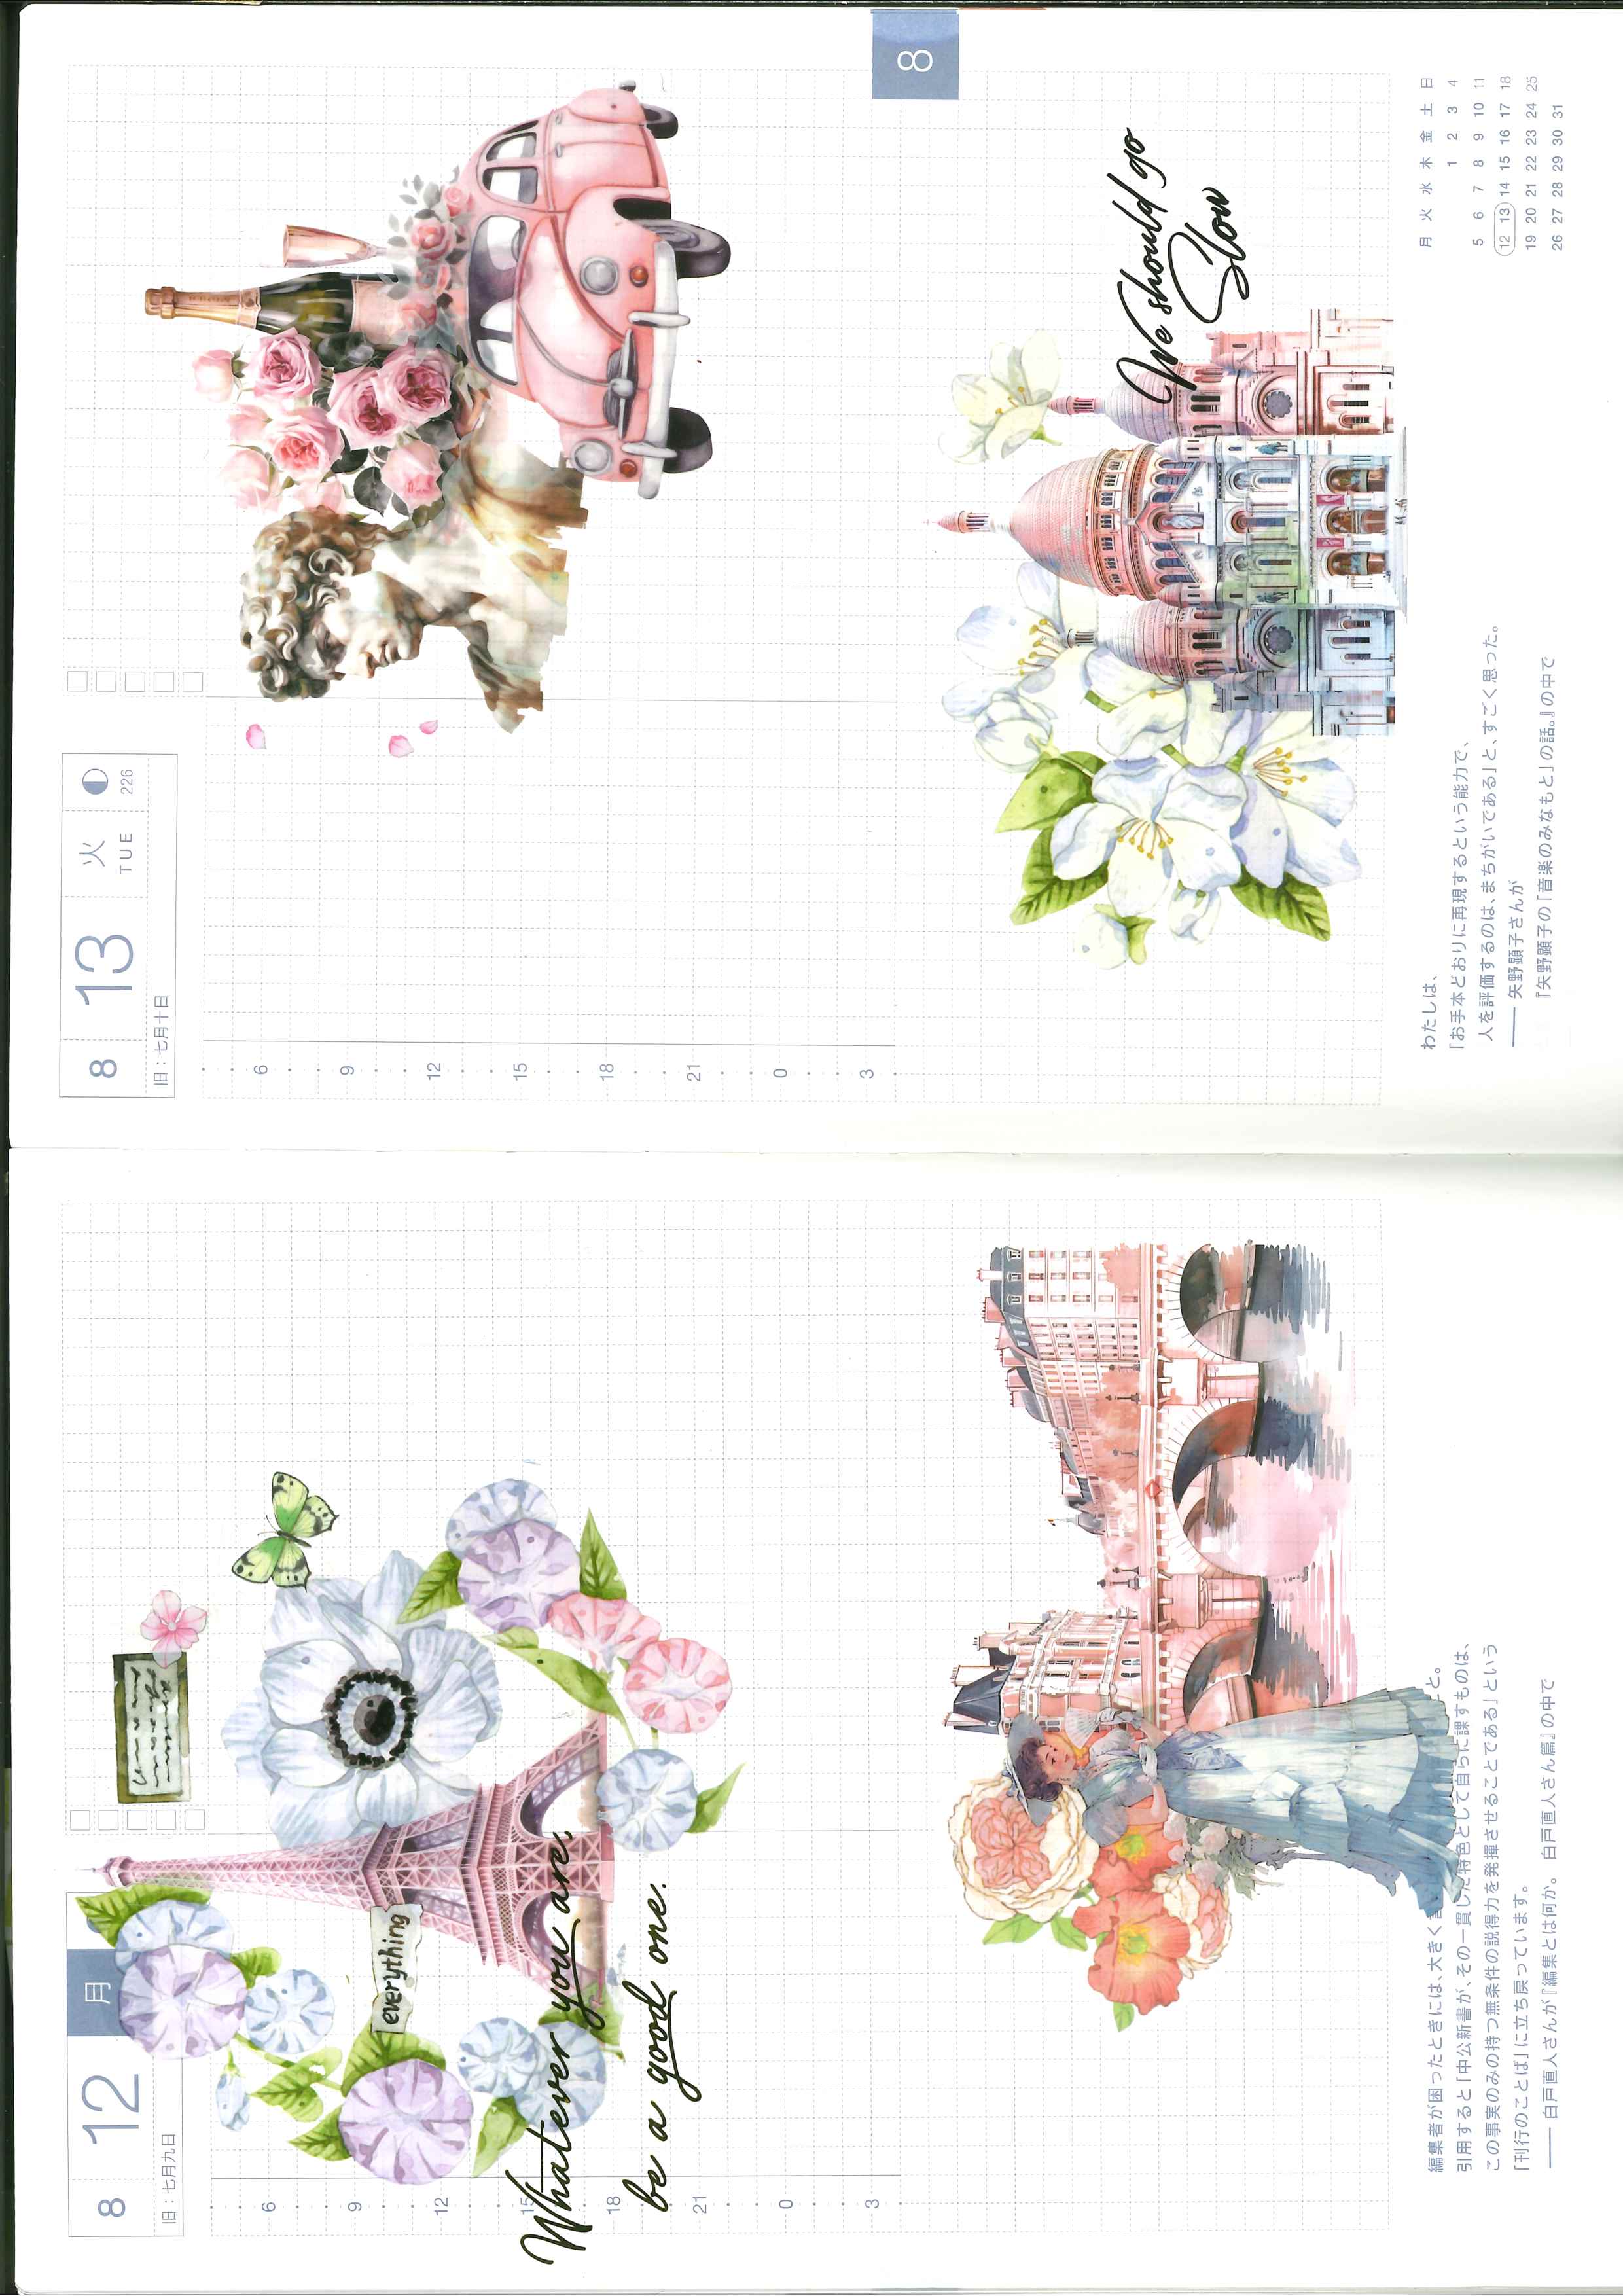 8 12 月
旧：七月九日
everything
6
9
12
15
18
21
0
3
Whatever you are,
be a good one.
編集者が困ったときには、大きく
と。
引用すると「中公新書が、その一貫した特色として自らに課すものは、
この事実のみの持つ無条件の説得力を発揮させることである」という
「刊行のことば」に立ち戻っています。
── 白戸直人さんが『編集とは何か。 白戸直人さん篇』の中で
8 13 火
TUE 226
旧：七月十日
6
9
12
15
18
21
0
3
8
We should go
Slow
わたしは、
「お手本どおりに再現するという能力で、
人を評価するのは、まちがいである」と、すごく思った。
── 矢野顕子さんが
『矢野顕子の「音楽のみなもと」の話。』の中で
月 火 水 木 金 土 日
1 2 3 4
5 6 7 8 9 10 11
12 13 14 15 16 17 18
19 20 21 22 23 24 25
26 27 28 29 30 31